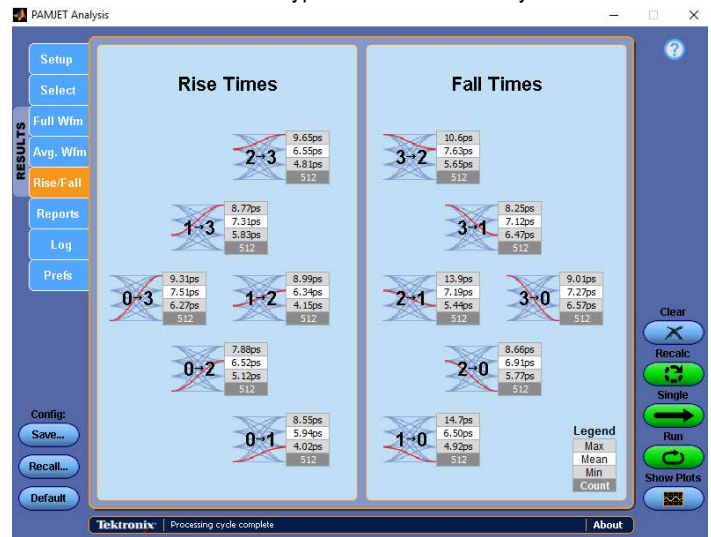 PAMJET Analysis
Setup
Select
Full Wfm
Avg. Wfm
Rise/Fall
Reports
Log
Prefs
RESULTS
Config:
Save...
Recall...
Default
Rise Times
2→3
9.65ps
6.55ps
4.81ps
512
1→3
8.77ps
7.31ps
5.83ps
512
0→3
9.31ps
7.51ps
6.27ps
512
1→2
8.99ps
6.34ps
4.15ps
512
0→2
7.88ps
6.52ps
5.12ps
512
0→1
8.55ps
5.94ps
4.02ps
512
Fall Times
3→2
10.6ps
7.63ps
5.65ps
512
3→1
8.25ps
7.12ps
6.47ps
512
2→1
13.9ps
7.19ps
5.44ps
512
3→0
9.01ps
7.27ps
6.57ps
512
2→0
8.66ps
6.91ps
5.77ps
512
1→0
14.7ps
6.50ps
4.92ps
512
Legend
Max
Mean
Min
Count
?
Clear
Recalc
Single
Run
Show Plots
Tektronix
Processing cycle complete
About